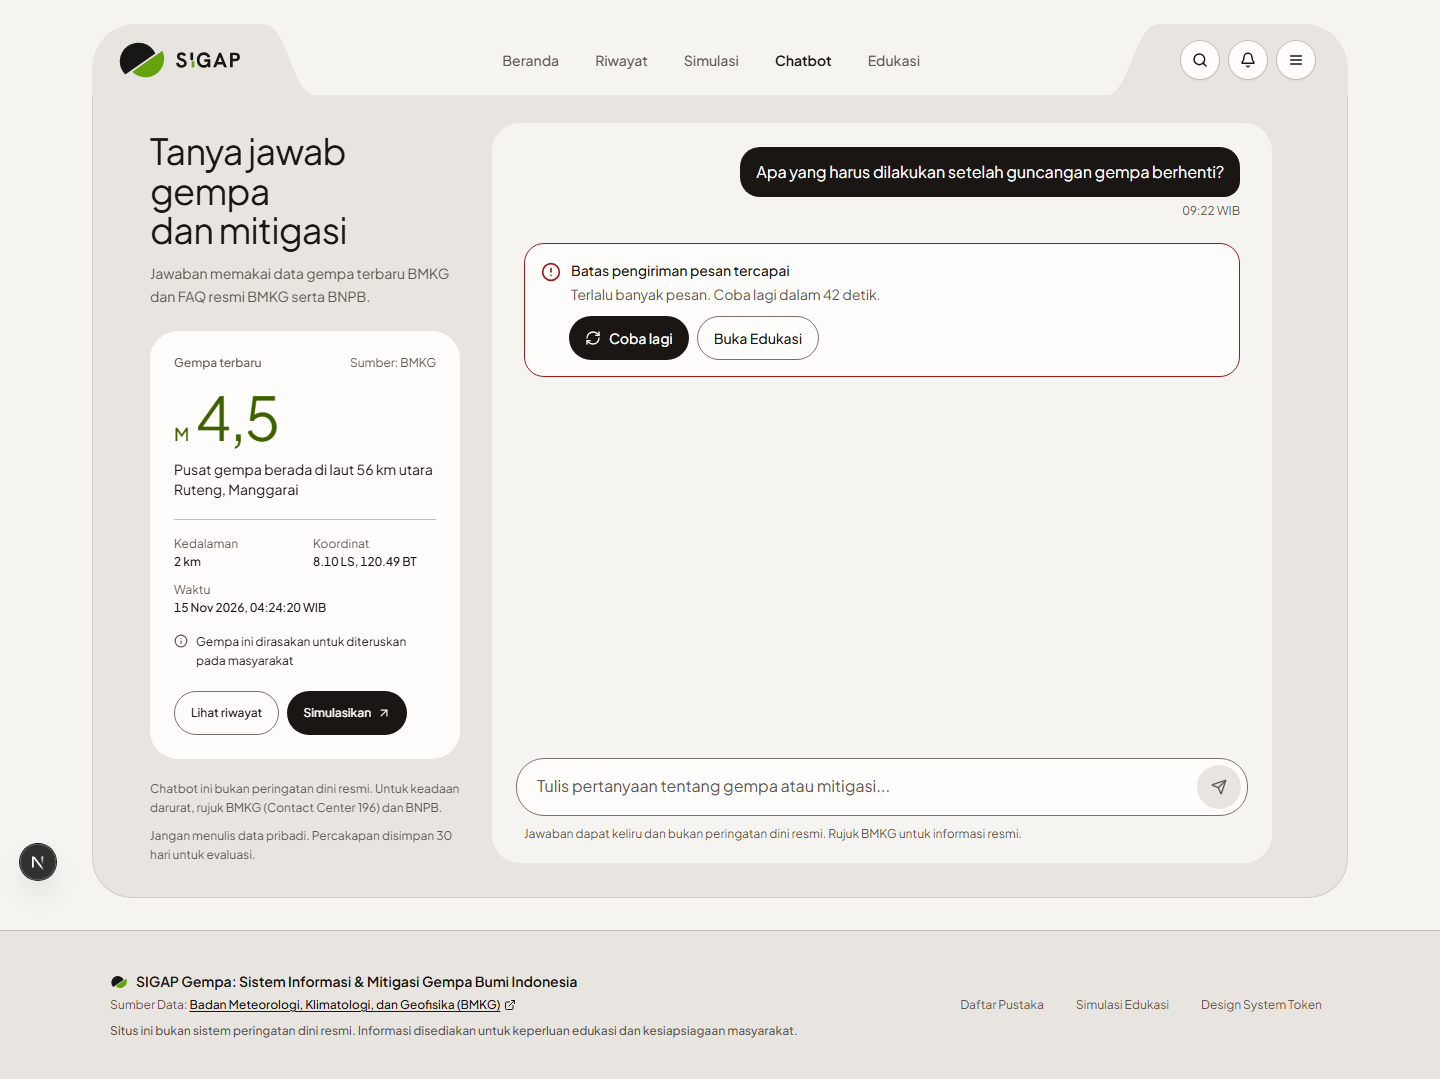 SIGAP
Beranda
Riwayat
Simulasi
Chatbot
Edukasi
Tanya jawab
gempa
dan mitigasi
Jawaban memakai data gempa terbaru BMKG
dan FAQ resmi BMKG serta BNPB.
Gempa terbaru
Sumber: BMKG
M 4,5
Pusat gempa berada di laut 56 km utara
Ruteng, Manggarai
Kedalaman
2 km
Koordinat
8.10 LS, 120.49 BT
Waktu
15 Nov 2026, 04:24:20 WIB
Gempa ini dirasakan untuk diteruskan
pada masyarakat
Lihat riwayat
Simulasikan
Chatbot ini bukan peringatan dini resmi. Untuk keadaan
darurat, rujuk BMKG (Contact Center 196) dan BNPB.
Jangan menulis data pribadi. Percakapan disimpan 30
hari untuk evaluasi.
Apa yang harus dilakukan setelah guncangan gempa berhenti?
09:22 WIB
Batas pengiriman pesan tercapai
Terlalu banyak pesan. Coba lagi dalam 42 detik.
Coba lagi
Buka Edukasi
Tulis pertanyaan tentang gempa atau mitigasi...
Jawaban dapat keliru dan bukan peringatan dini resmi. Rujuk BMKG untuk informasi resmi.
N
SIGAP Gempa: Sistem Informasi & Mitigasi Gempa Bumi Indonesia
Sumber Data: Badan Meteorologi, Klimatologi, dan Geofisika (BMKG)
Situs ini bukan sistem peringatan dini resmi. Informasi disediakan untuk keperluan edukasi dan kesiapsiagaan masyarakat.
Daftar Pustaka
Simulasi Edukasi
Design System Token